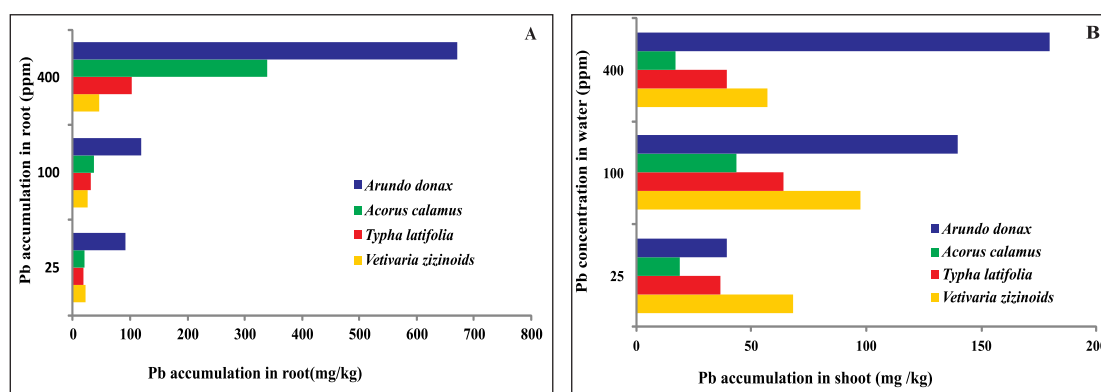 A
Pb accumulation in root (ppm)
400
100
25
Arundo donax
Acorus calamus
Typha latifolia
Vetivaria zizinoids
0 100 200 300 400 500 600 700 800
Pb accumulation in root(mg/kg)
B
Pb concentration in water (ppm)
400
100
25
Arundo donax
Acorus calamus
Typha latifolia
Vetivaria zizinoids
0 50 100 150 200
Pb accumulation in shoot (mg /kg)